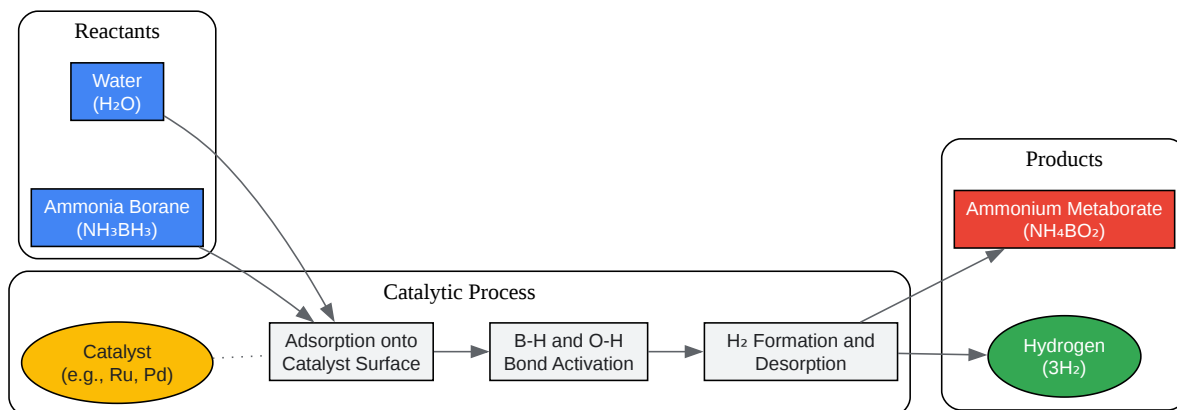 Reactants
Water
(H₂O)
Ammonia Borane
(NH₃BH₃)
Catalytic Process
Catalyst
(e.g., Ru, Pd)
Adsorption onto
Catalyst Surface
B-H and O-H
Bond Activation
H₂ Formation and
Desorption
Products
Ammonium Metaborate
(NH₄BO₂)
Hydrogen
(3H₂)